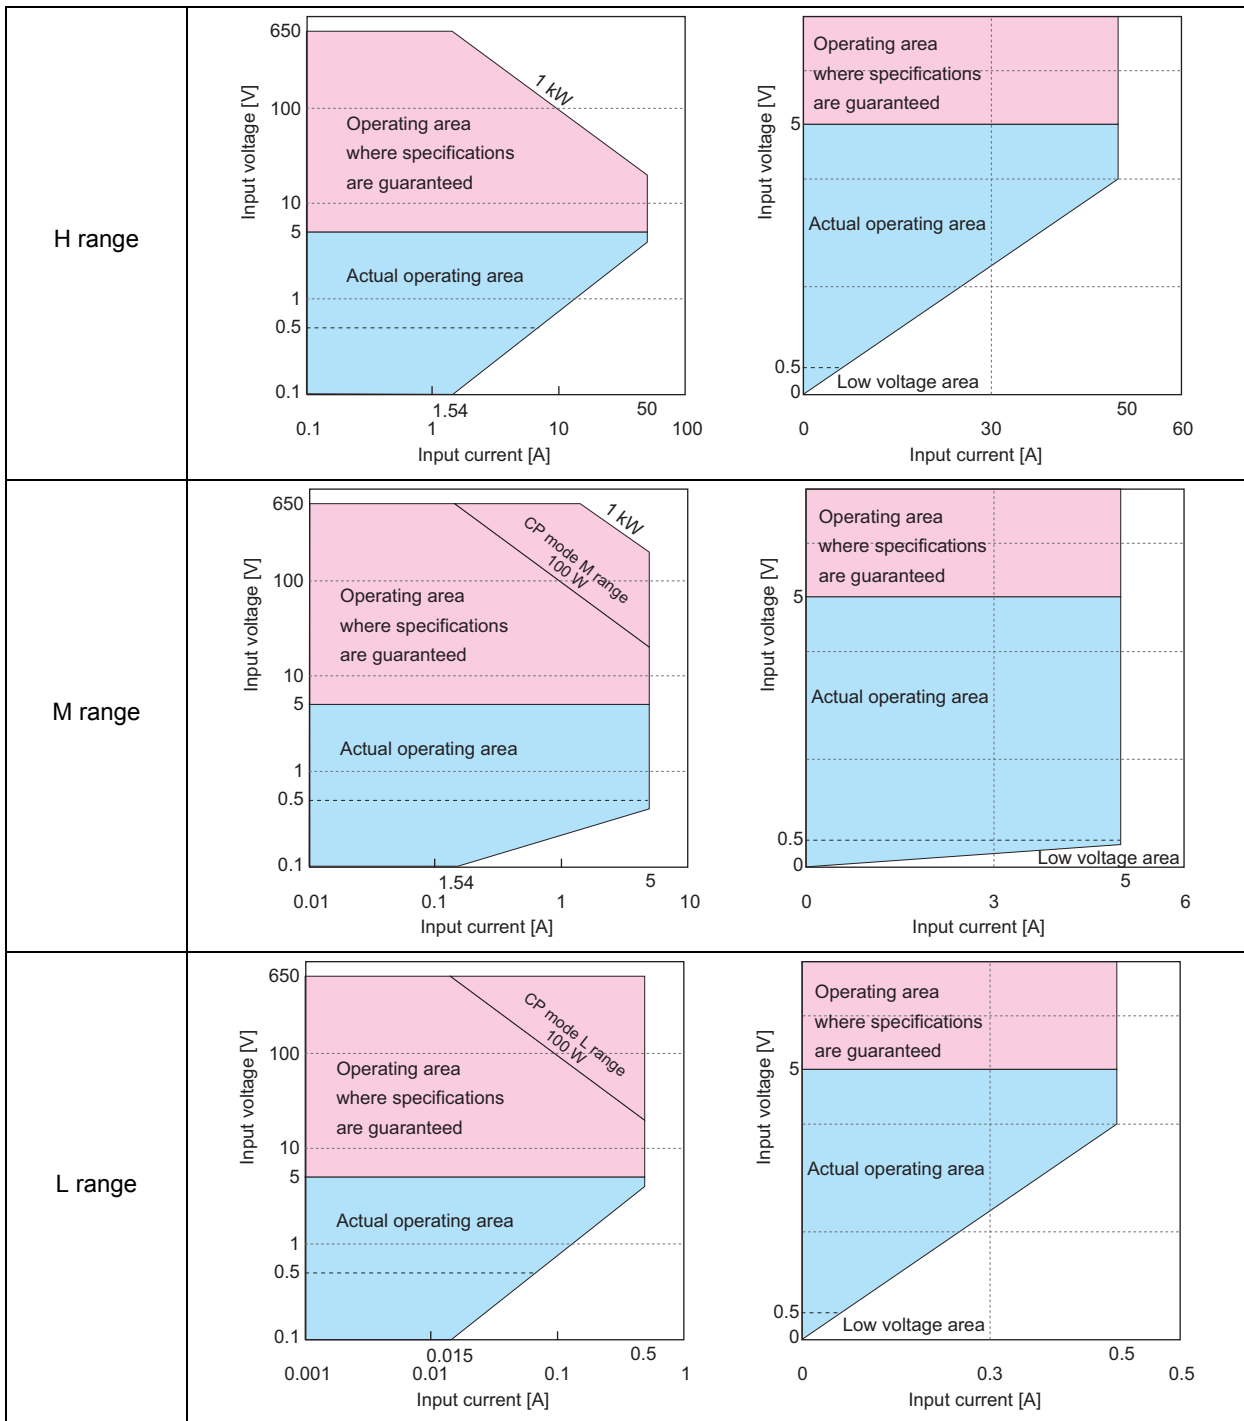 H range
650
100
10
5
1
0.5
0.1
Input voltage [V]
1 kW
Operating area
where specifications
are guaranteed
Actual operating area
1.54
50
0.1
1
10
100
Input current [A]
Input voltage [V]
5
0.5
0
Operating area
where specifications
are guaranteed
Actual operating area
Low voltage area
50
0
30
60
Input current [A]
M range
650
100
10
5
1
0.5
0.1
Input voltage [V]
1 kW
CP mode M range
100 W
Operating area
where specifications
are guaranteed
Actual operating area
1.54
5
0.01
0.1
1
10
Input current [A]
Input voltage [V]
5
0.5
0
Operating area
where specifications
are guaranteed
Actual operating area
Low voltage area
5
0
3
6
Input current [A]
L range
650
100
10
5
1
0.5
0.1
Input voltage [V]
CP mode L range
100 W
Operating area
where specifications
are guaranteed
Actual operating area
0.015
0.5
0.001
0.01
0.1
1
Input current [A]
Input voltage [V]
5
0.5
0
Operating area
where specifications
are guaranteed
Actual operating area
Low voltage area
0.5
0
0.3
0.5
Input current [A]